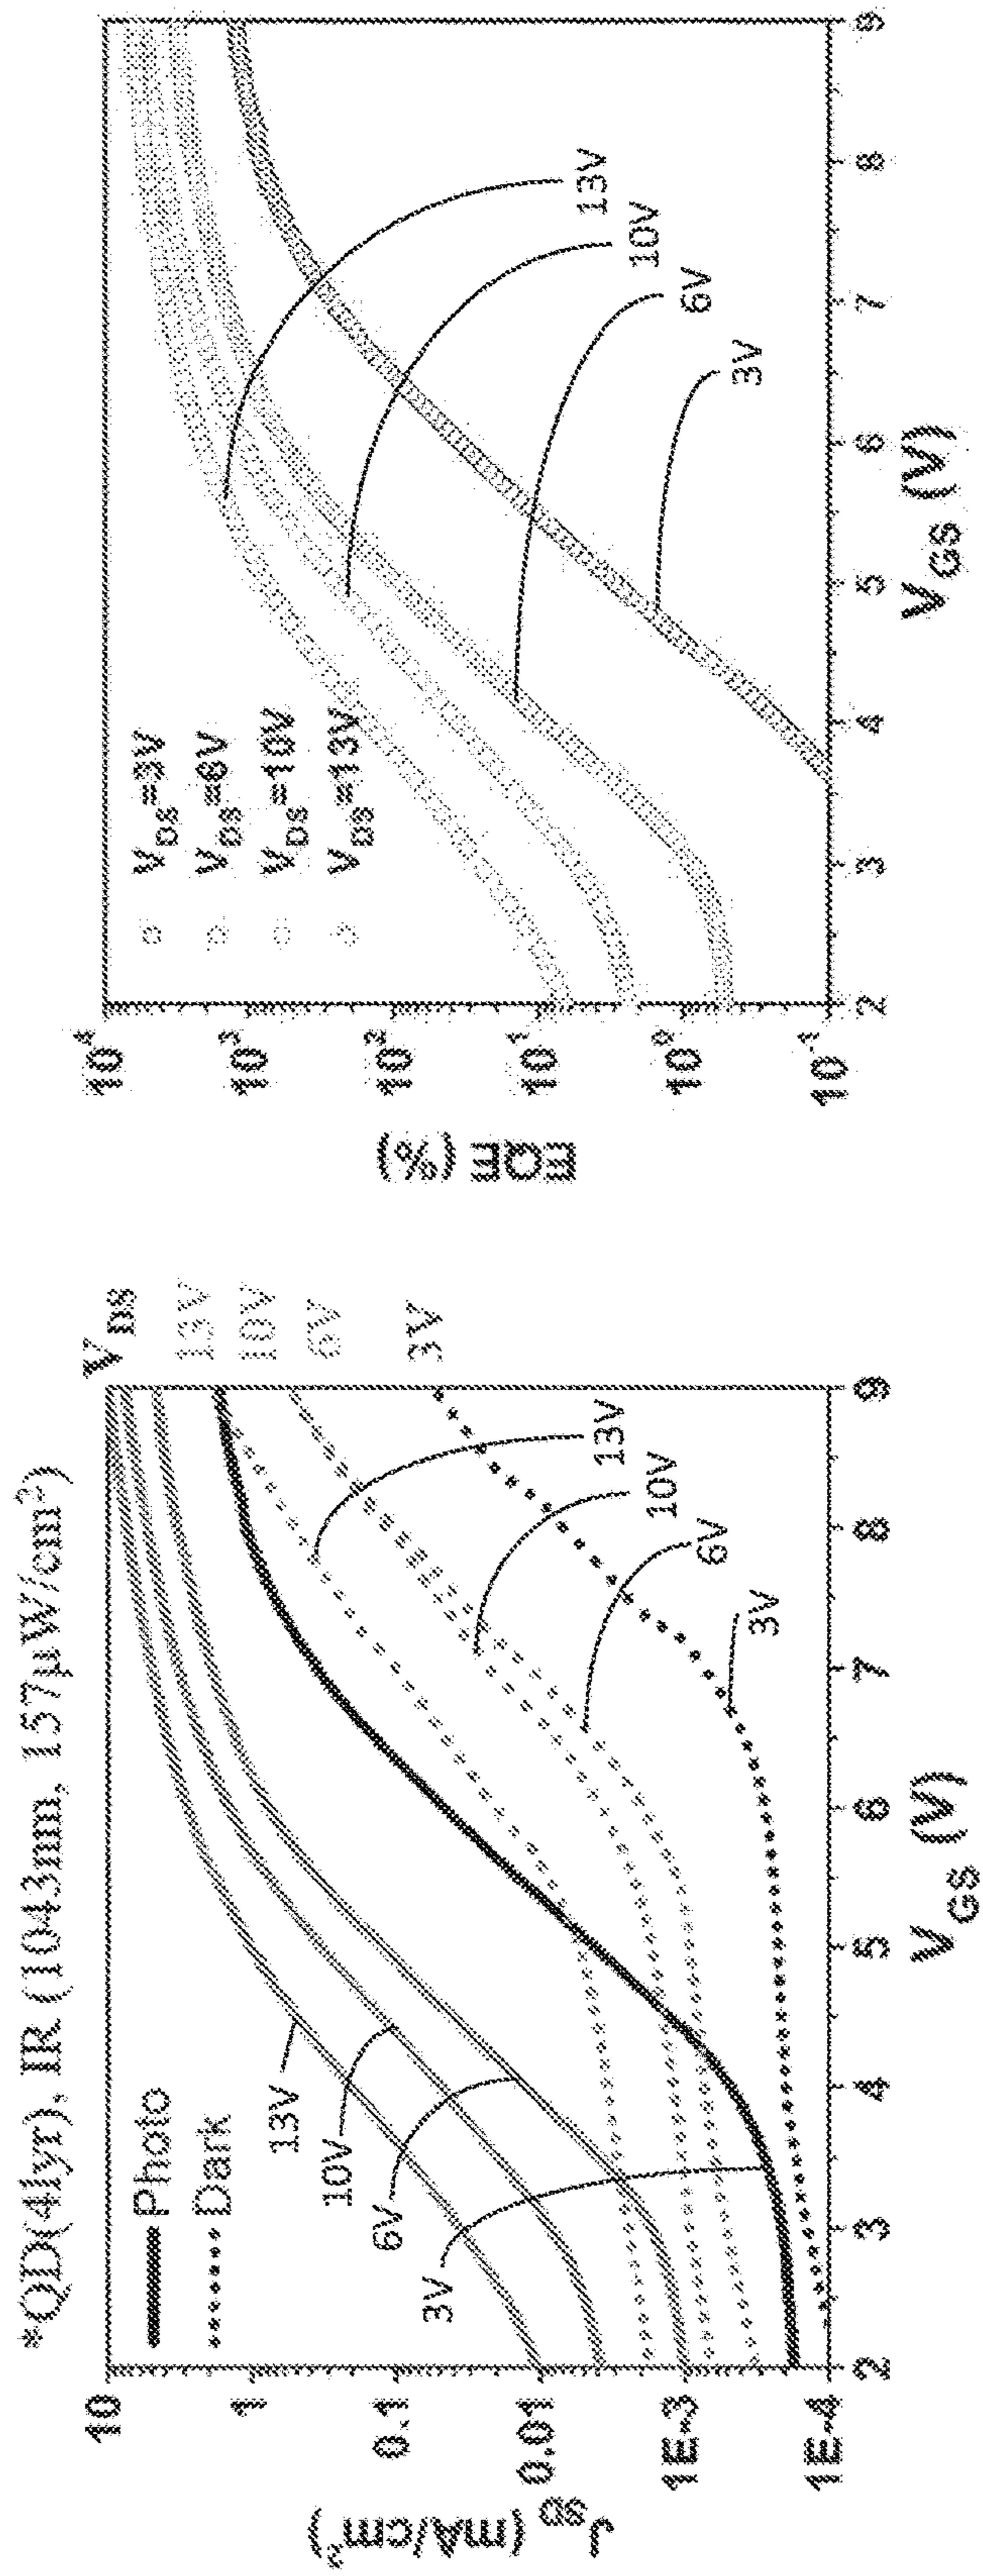 *QD(4lyr), IR (1043nm, 157μW/cm²)
J_SD (mA/cm²)
10
1
0.1
0.01
1E-3
1E-4
Photo
Dark
13V
10V
6V
3V
V_DS
13V
10V
6V
3V
13V
10V
6V
3V
2 3 4 5 6 7 8 9
V_GS (V)
EQE (%)
10⁴
10³
10²
10¹
10⁰
10⁻¹
V_DS=3V
V_DS=6V
V_DS=10V
V_DS=13V
13V
10V
6V
3V
2 3 4 5 6 7 8 9
V_GS (V)